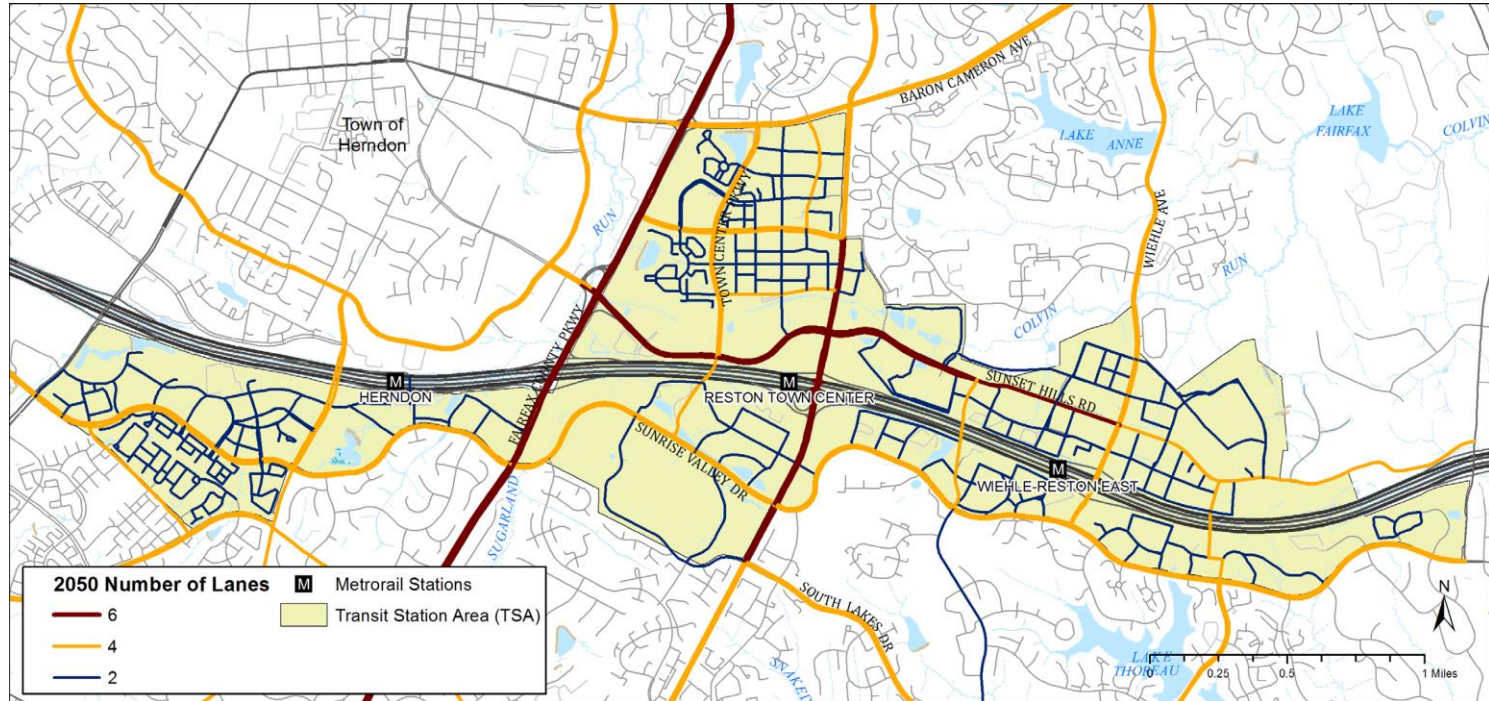 BARON CAMERON AVE
Town of
Herndon
LAKE
ANNE
LAKE
FAIRFAX
COLVIN
RUN
TOWN CENTER PKWY
WIEHLE AVE
RUN
COLVIN
FAIRFAX COUNTY PKWY
M
HERNDON
M
RESTON TOWN CENTER
SUNSET HILLS RD
SUNRISE VALLEY DR
M
WIEHLE-RESTON EAST
SUGARLAND
SOUTH LAKES DR
SNAKED
LAKE
THOREAU
N
0 0.25 0.5 1 Miles
2050 Number of Lanes
6
4
2
M Metrorail Stations
Transit Station Area (TSA)